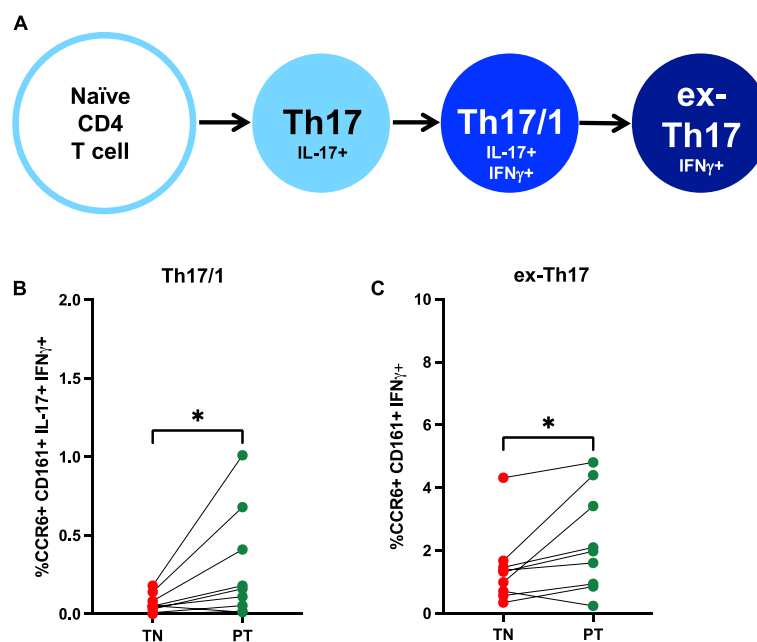 A
Naïve
CD4
T cell
Th17
IL-17+
Th17/1
IL-17+
IFNγ+
ex-
Th17
IFNγ+
B
Th17/1
%CCR6+ CD161+ IL-17+ IFNγ+
2.0
1.5
1.0
0.5
0.0
*
TN
PT
C
ex-Th17
%CCR6+ CD161+ IFNγ+
10
8
6
4
2
0
*
TN
PT